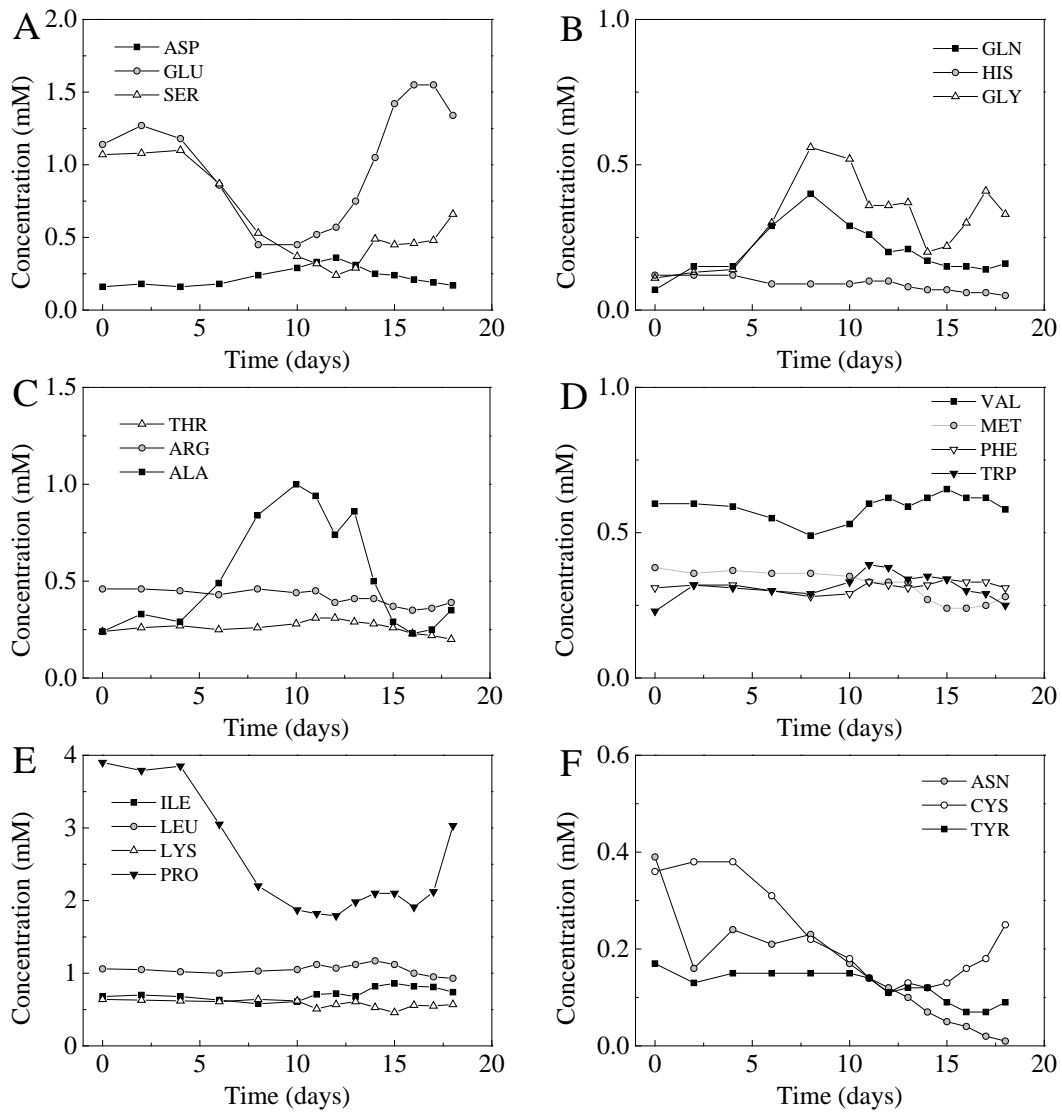 A
2.0
1.5
1.0
0.5
0.0
Concentration (mM)
ASP
GLU
SER
0 5 10 15 20
Time (days)
B
1.0
0.5
0.0
Concentration (mM)
GLN
HIS
GLY
0 5 10 15 20
Time (days)
C
1.5
1.0
0.5
0.0
Concentration (mM)
THR
ARG
ALA
0 5 10 15 20
Time (days)
D
1.0
0.5
0.0
Concentration (mM)
VAL
MET
PHE
TRP
0 5 10 15 20
Time (days)
E
4
3
2
1
0
Concentration (mM)
ILE
LEU
LYS
PRO
0 5 10 15 20
Time (days)
F
0.6
0.4
0.2
0.0
Concentration (mM)
ASN
CYS
TYR
0 5 10 15 20
Time (days)